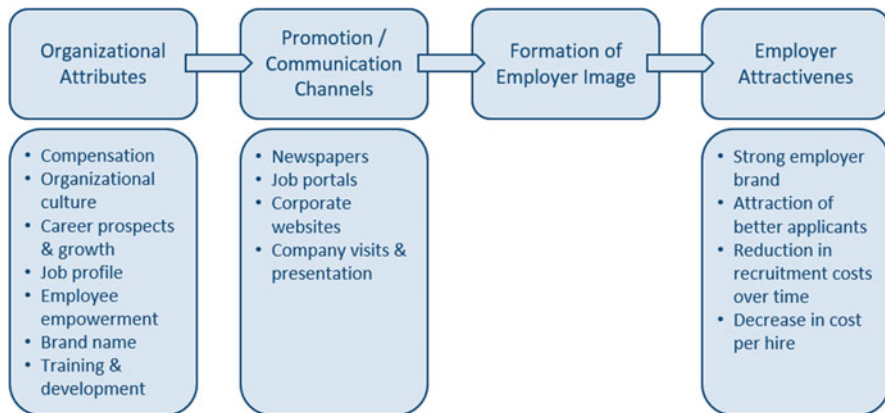 Organizational
Attributes
Promotion /
Communication
Channels
Formation of
Employer Image
Employer
Attractivenes
• Compensation
• Organizational
culture
• Career prospects
& growth
• Job profile
• Employee
empowerment
• Brand name
• Training &
development
• Newspapers
• Job portals
• Corporate
websites
• Company visits &
presentation
• Strong employer
brand
• Attraction of
better applicants
• Reduction in
recruitment costs
over time
• Decrease in cost
per hire